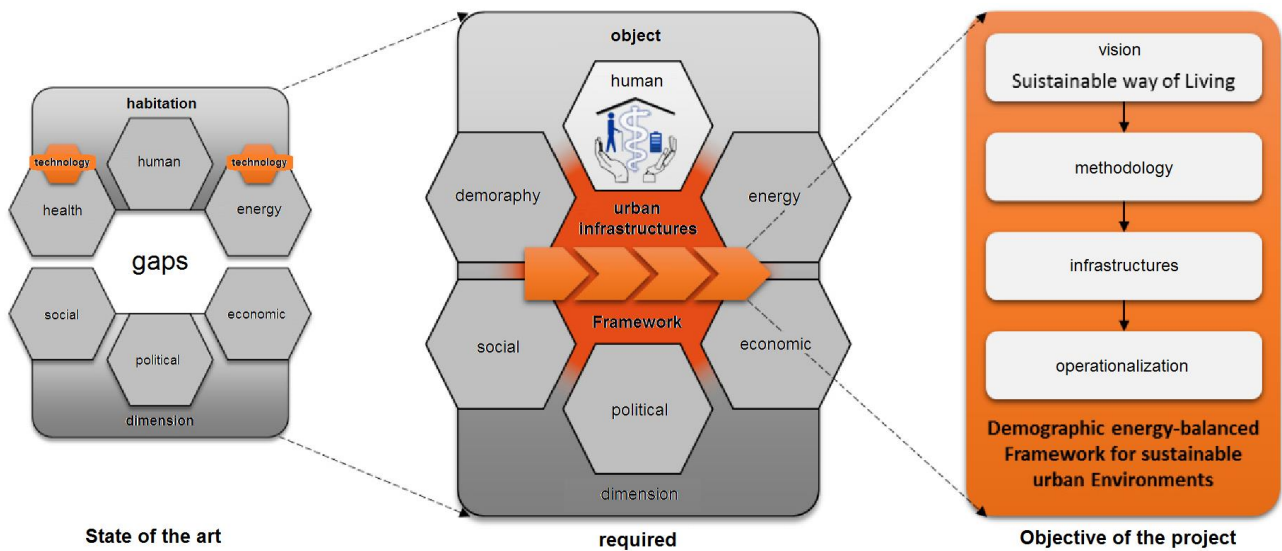 habitation
technology
human
technology
health
energy
gaps
social
economic
political
dimension
State of the art
object
human
demoraphy
energy
urban
Infrastructures
Framework
social
economic
political
dimension
required
vision
Suistainable way of Living
methodology
infrastructures
operationalization
Demographic energy-balanced
Framework for sustainable
urban Environments
Objective of the project